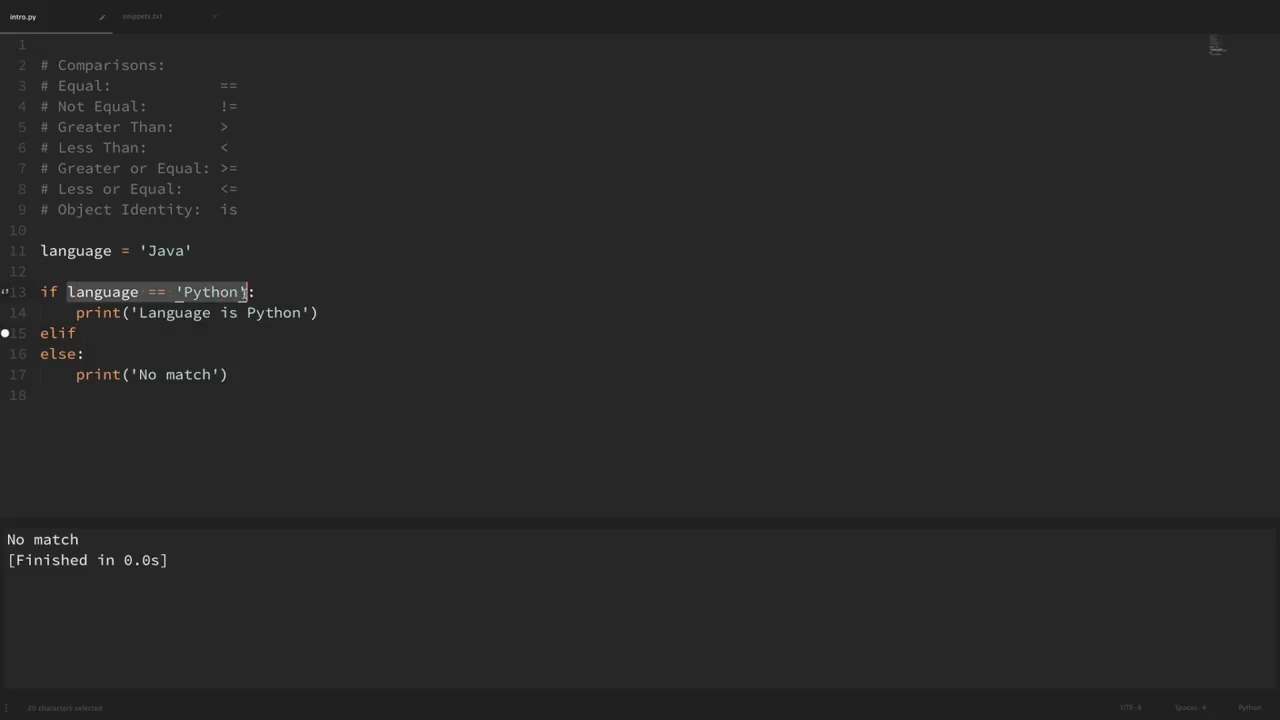 intro.py
snippets.txt
1
2 # Comparisons:
3 # Equal: ==
4 # Not Equal: !=
5 # Greater Than: >
6 # Less Than: <
7 # Greater or Equal: >=
8 # Less or Equal: <=
9 # Object Identity: is
10
11 language = 'Java'
12
13 if language == 'Python':
14 print('Language is Python')
15 elif
16 else:
17 print('No match')
18
No match
[Finished in 0.0s]
20 characters selected
UTF-8
Spaces: 4
Python